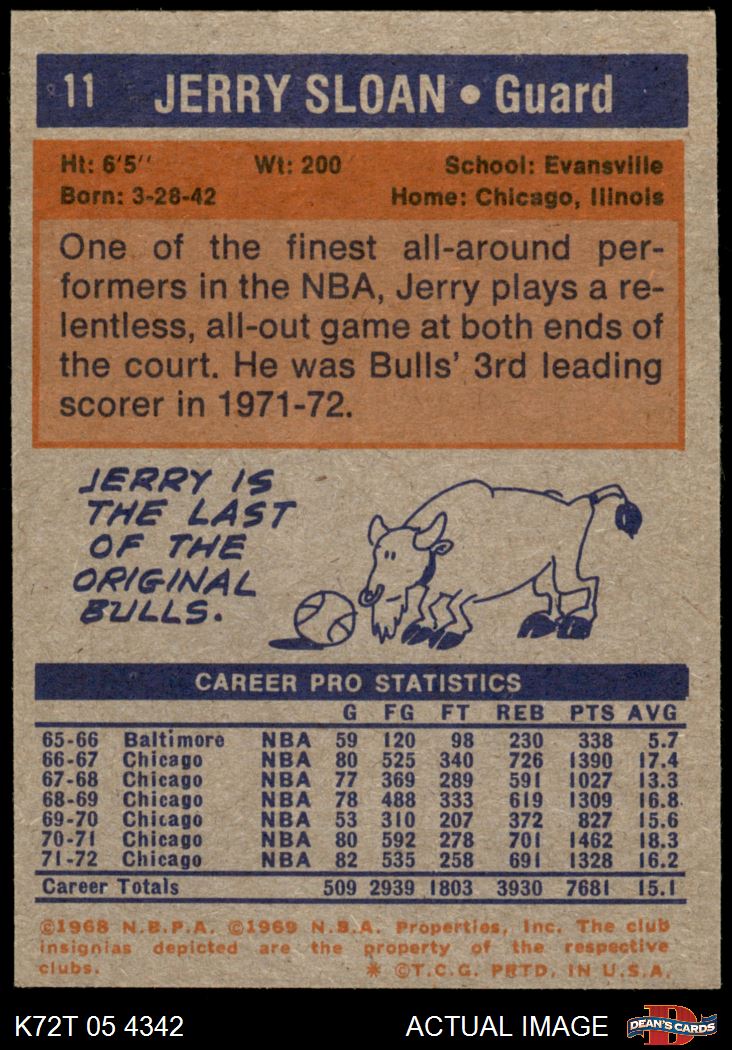 11 JERRY SLOAN • Guard
Ht: 6'5'' Wt: 200 School: Evansville
Born: 3-28-42 Home: Chicago, Illinois
One of the finest all-around per-
formers in the NBA, Jerry plays a re-
lentless, all-out game at both ends of
the court. He was Bulls' 3rd leading
scorer in 1971-72.
JERRY IS
THE LAST
OF THE
ORIGINAL
BULLS.
CAREER PRO STATISTICS
G FG FT REB PTS AVG
65-66 Baltimore NBA 59 120 98 230 338 5.7
66-67 Chicago NBA 80 525 340 726 1390 17.4
67-68 Chicago NBA 77 369 289 591 1027 13.3
68-69 Chicago NBA 78 488 333 619 1309 16.8
69-70 Chicago NBA 53 310 207 372 827 15.6
70-71 Chicago NBA 80 592 278 701 1462 18.3
71-72 Chicago NBA 82 535 258 691 1328 16.2
Career Totals 509 2939 1803 3930 7681 15.1
©1968 N.B.P.A. ©1969 N.B.A. Properties, Inc. The club
insignias depicted are the property of the respective
clubs. * ©T.C.G. PRTD. IN U.S.A.
K72T 05 4342 ACTUAL IMAGE DEAN'S CARDS